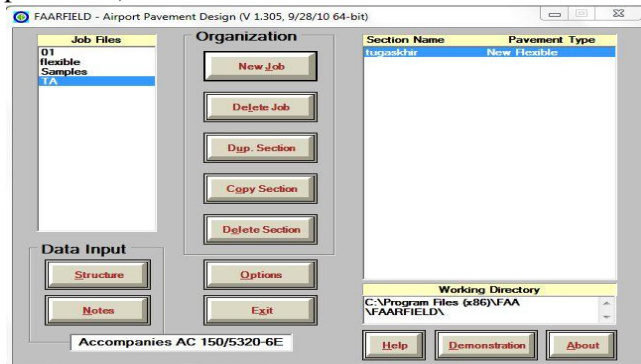 FAARFIELD - Airport Pavement Design (V 1.305, 9/28/10 64-bit)
Job Files
01
flexible
Samples
TA
Organization
New Job
Delete Job
Dup. Section
Copy Section
Delete Section
Section Name Pavement Type
tugaskhir New Flexible
Data Input
Structure
Notes
Options
Exit
Working Directory
C:\Program Files (x86)\FAA
\FAARFIELD\
Accompanies AC 150/5320-6E
Help
Demonstration
About